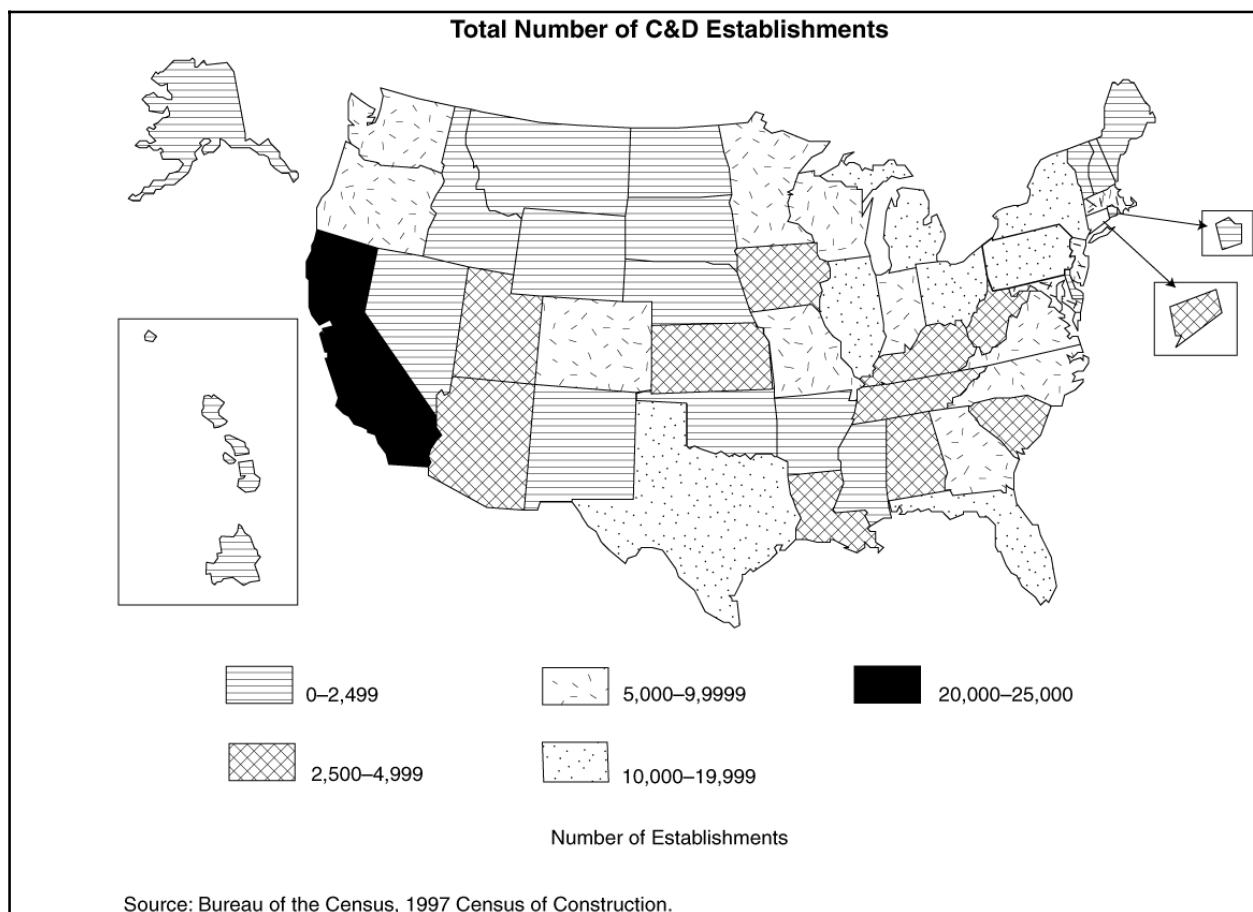 Total Number of C&D Establishments
0–2,499
5,000–9,9999
20,000–25,000
2,500–4,999
10,000–19,999
Number of Establishments
Source: Bureau of the Census, 1997 Census of Construction.